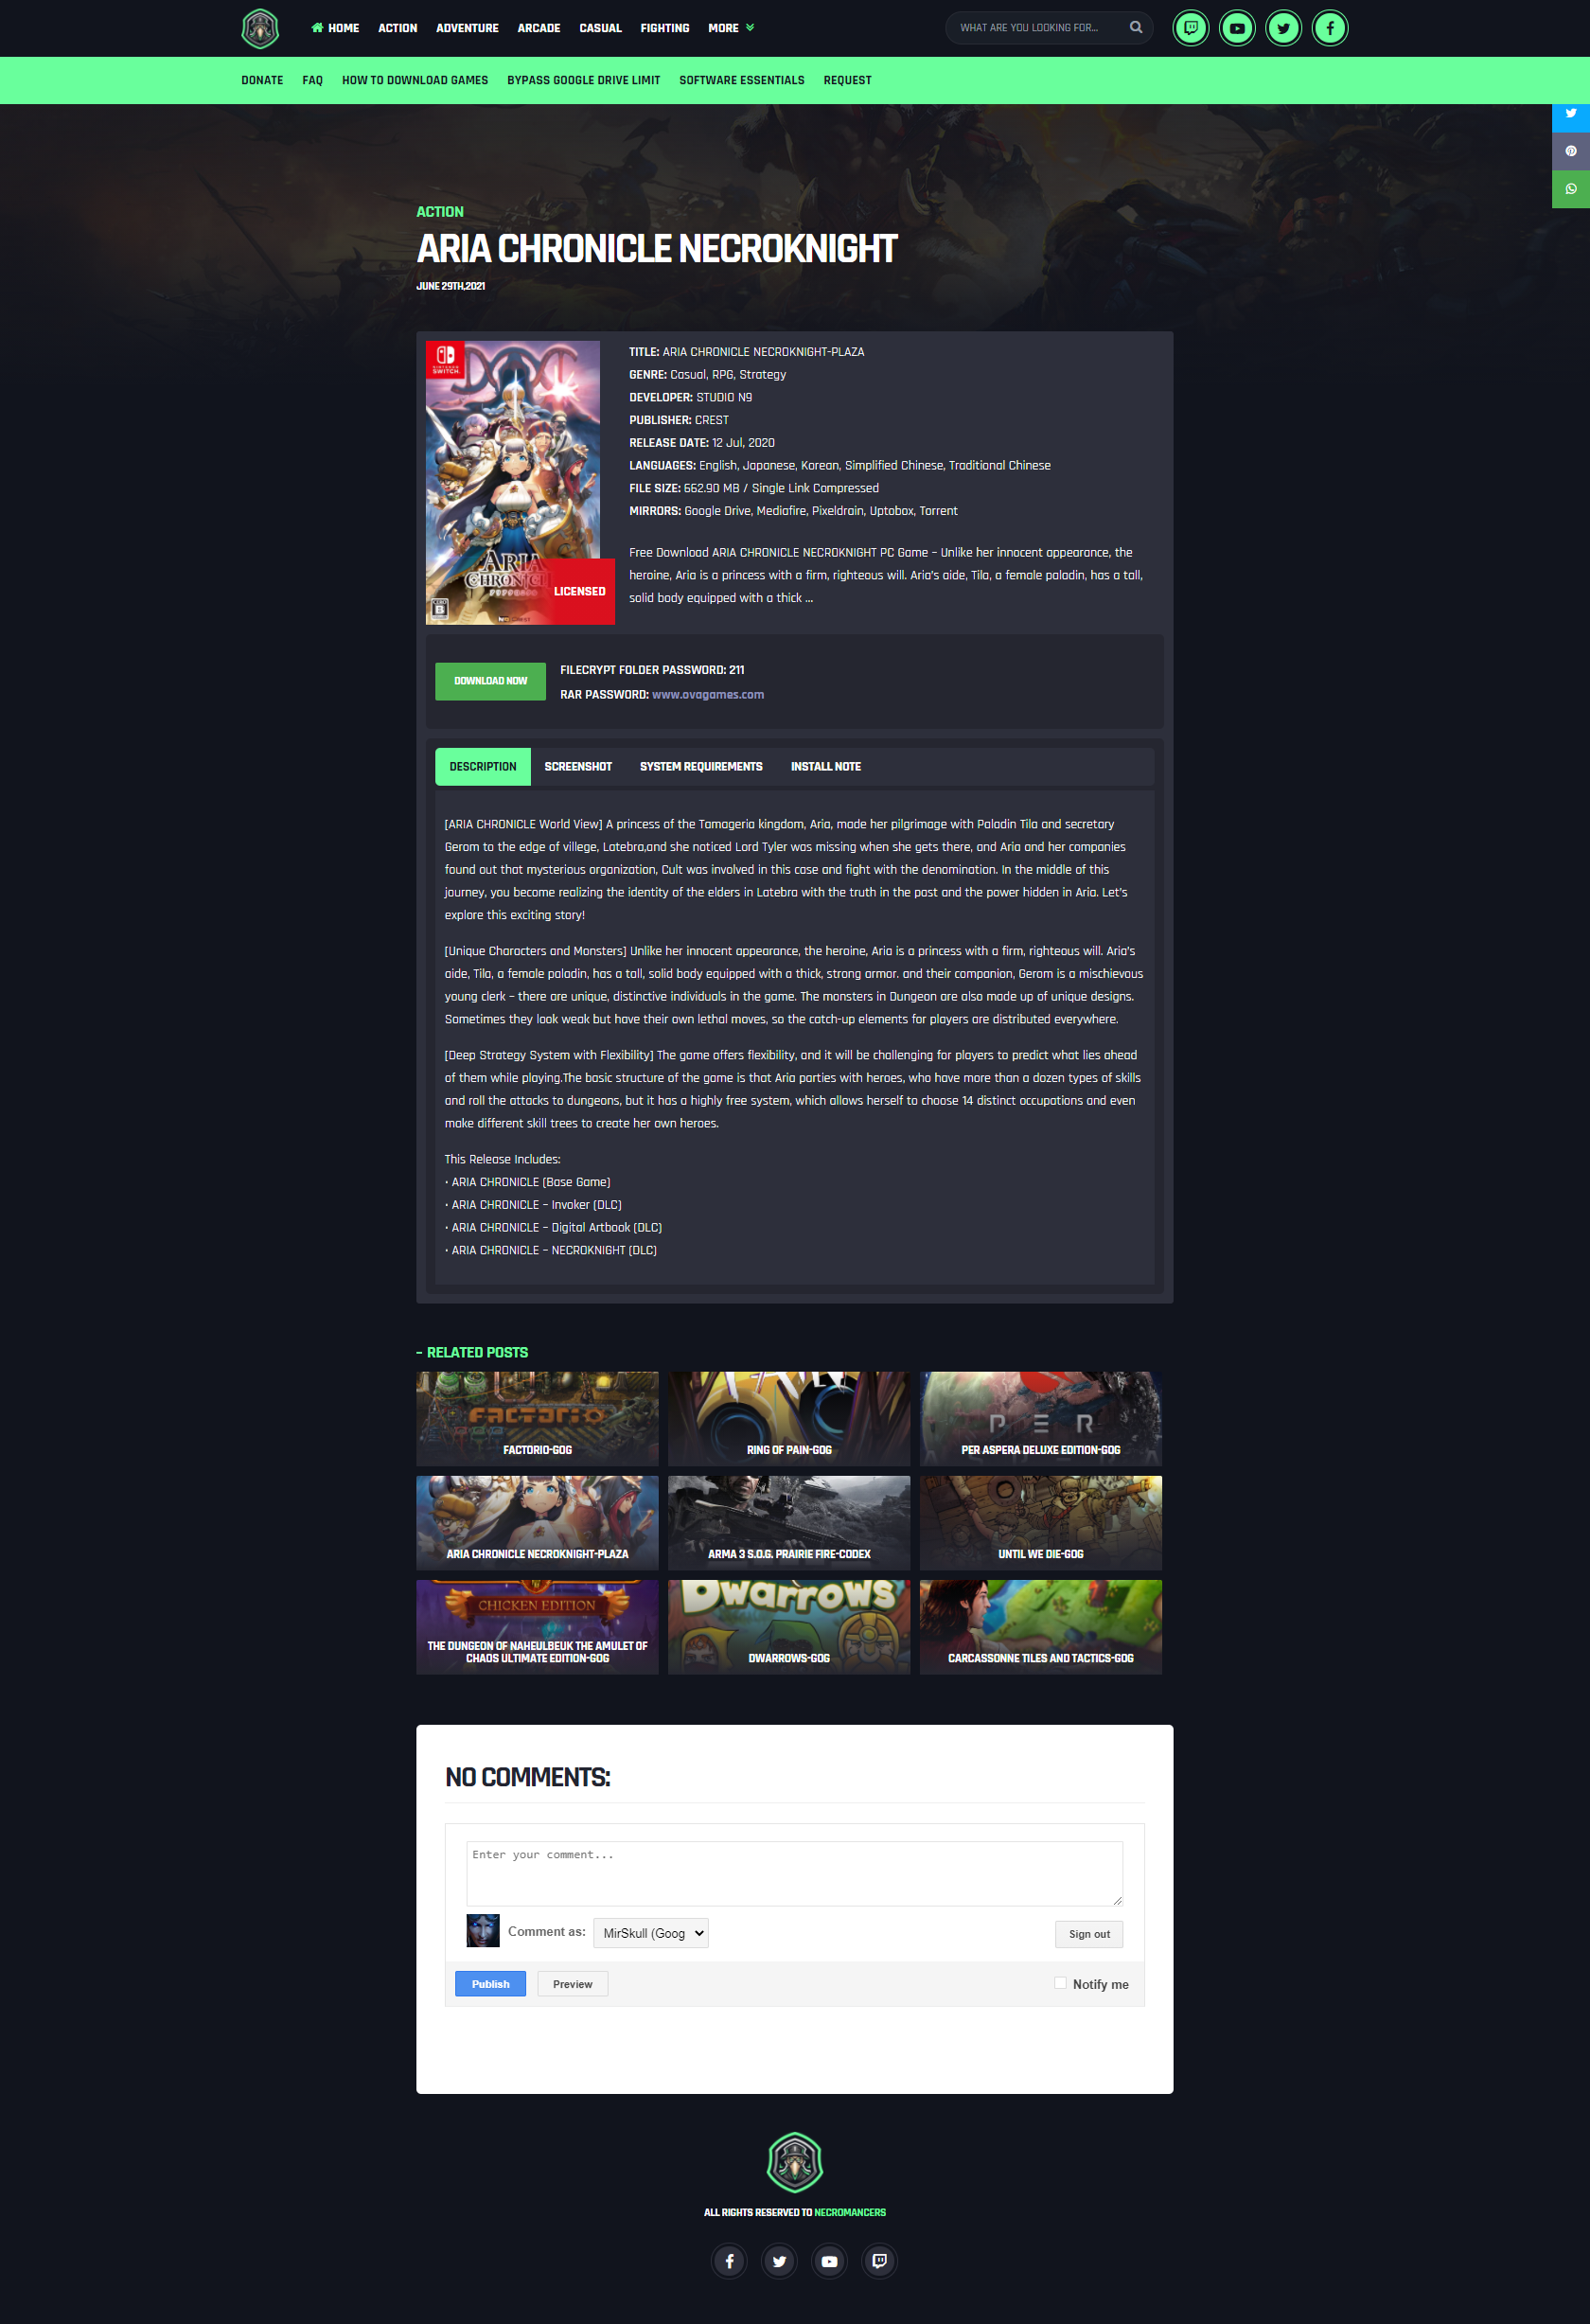 HOME ACTION ADVENTURE ARCADE CASUAL FIGHTING MORE WHAT ARE YOU LOOKING FOR...
DONATE FAQ HOW TO DOWNLOAD GAMES BYPASS GOOGLE DRIVE LIMIT SOFTWARE ESSENTIALS REQUEST
ACTION
ARIA CHRONICLE NECROKNIGHT
JUNE 29TH,2021
NINTENDO
SWITCH.
ARIA
CHRONICLE
LICENSED
B
TITLE: ARIA CHRONICLE NECROKNIGHT-PLAZA
GENRE: Casual, RPG, Strategy
DEVELOPER: STUDIO N9
PUBLISHER: CREST
RELEASE DATE: 12 Jul, 2020
LANGUAGES: English, Japanese, Korean, Simplified Chinese, Traditional Chinese
FILE SIZE: 662.90 MB / Single Link Compressed
MIRRORS: Google Drive, Mediafire, Pixeldrain, Uptobox, Torrent
Free Download ARIA CHRONICLE NECROKNIGHT PC Game – Unlike her innocent appearance, the
heroine, Aria is a princess with a firm, righteous will. Aria's aide, Tila, a female paladin, has a tall,
solid body equipped with a thick ...
DOWNLOAD NOW
FILECRYPT FOLDER PASSWORD: 211
RAR PASSWORD: www.ovagames.com
DESCRIPTION SCREENSHOT SYSTEM REQUIREMENTS INSTALL NOTE
[ARIA CHRONICLE World View] A princess of the Tamageria kingdom, Aria, made her pilgrimage with Paladin Tila and secretary
Gerom to the edge of villege, Latebra,and she noticed Lord Tyler was missing when she gets there, and Aria and her companies
found out that mysterious organization, Cult was involved in this case and fight with the denomination. In the middle of this
journey, you become realizing the identity of the elders in Latebra with the truth in the past and the power hidden in Aria. Let's
explore this exciting story!
[Unique Characters and Monsters] Unlike her innocent appearance, the heroine, Aria is a princess with a firm, righteous will. Aria's
aide, Tila, a female paladin, has a tall, solid body equipped with a thick, strong armor. and their companion, Gerom is a mischievous
young clerk – there are unique, distinctive individuals in the game. The monsters in Dungeon are also made up of unique designs.
Sometimes they look weak but have their own lethal moves, so the catch-up elements for players are distributed everywhere.
[Deep Strategy System with Flexibility] The game offers flexibility, and it will be challenging for players to predict what lies ahead
of them while playing.The basic structure of the game is that Aria parties with heroes, who have more than a dozen types of skills
and roll the attacks to dungeons, but it has a highly free system, which allows herself to choose 14 distinct occupations and even
make different skill trees to create her own heroes.
This Release Includes:
• ARIA CHRONICLE (Base Game)
• ARIA CHRONICLE – Invoker (DLC)
• ARIA CHRONICLE – Digital Artbook (DLC)
• ARIA CHRONICLE – NECROKNIGHT (DLC)
– RELATED POSTS
FACTORIO
FACTORIO-GOG
RING OF PAIN-GOG
PER
PER ASPERA DELUXE EDITION-GOG
ARIA CHRONICLE NECROKNIGHT-PLAZA
ARMA 3 S.O.G. PRAIRIE FIRE-CODEX
UNTIL WE DIE-GOG
CHICKEN EDITION
THE DUNGEON OF NAHEULBEUK THE AMULET OF
CHAOS ULTIMATE EDITION-GOG
Dwarrows
DWARROWS-GOG
CARCASSONNE TILES AND TACTICS-GOG
NO COMMENTS:
Enter your comment...
Comment as: MirSkull (Goog Sign out
Publish Preview Notify me
ALL RIGHTS RESERVED TO NECROMANCERS